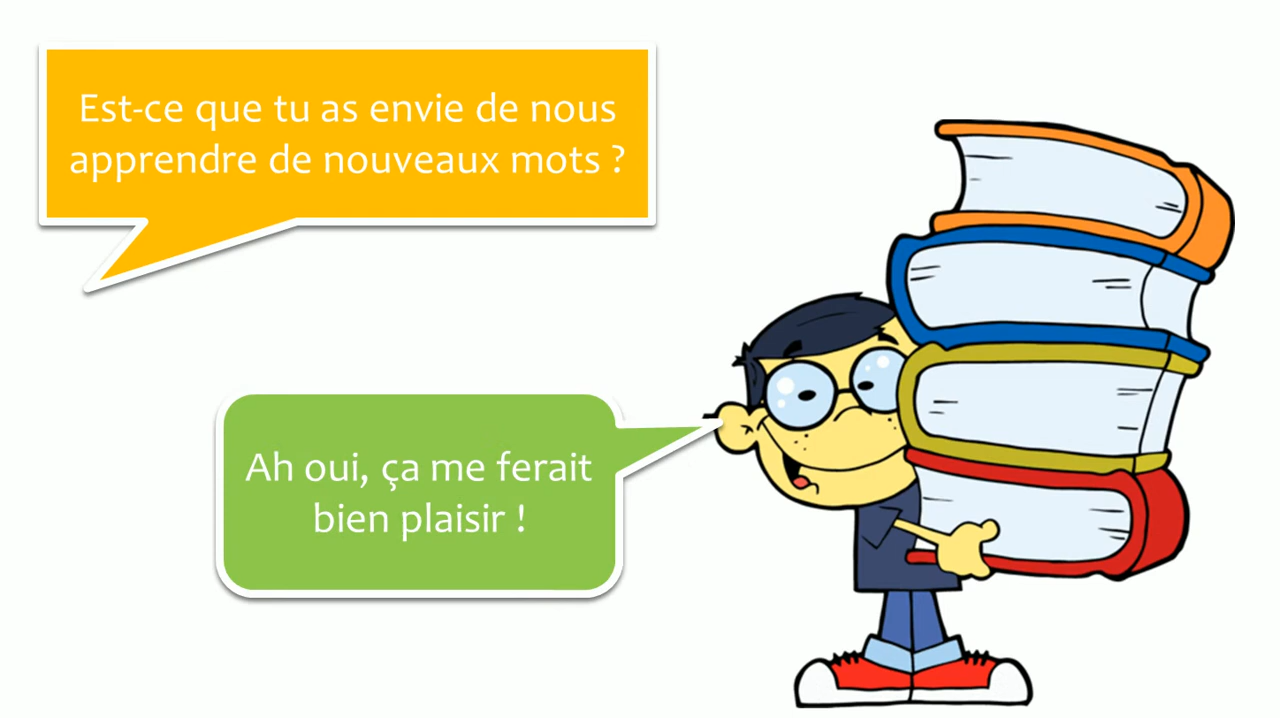 Est-ce que tu as envie de nous
apprendre de nouveaux mots ?
Ah oui, ça me ferait
bien plaisir !